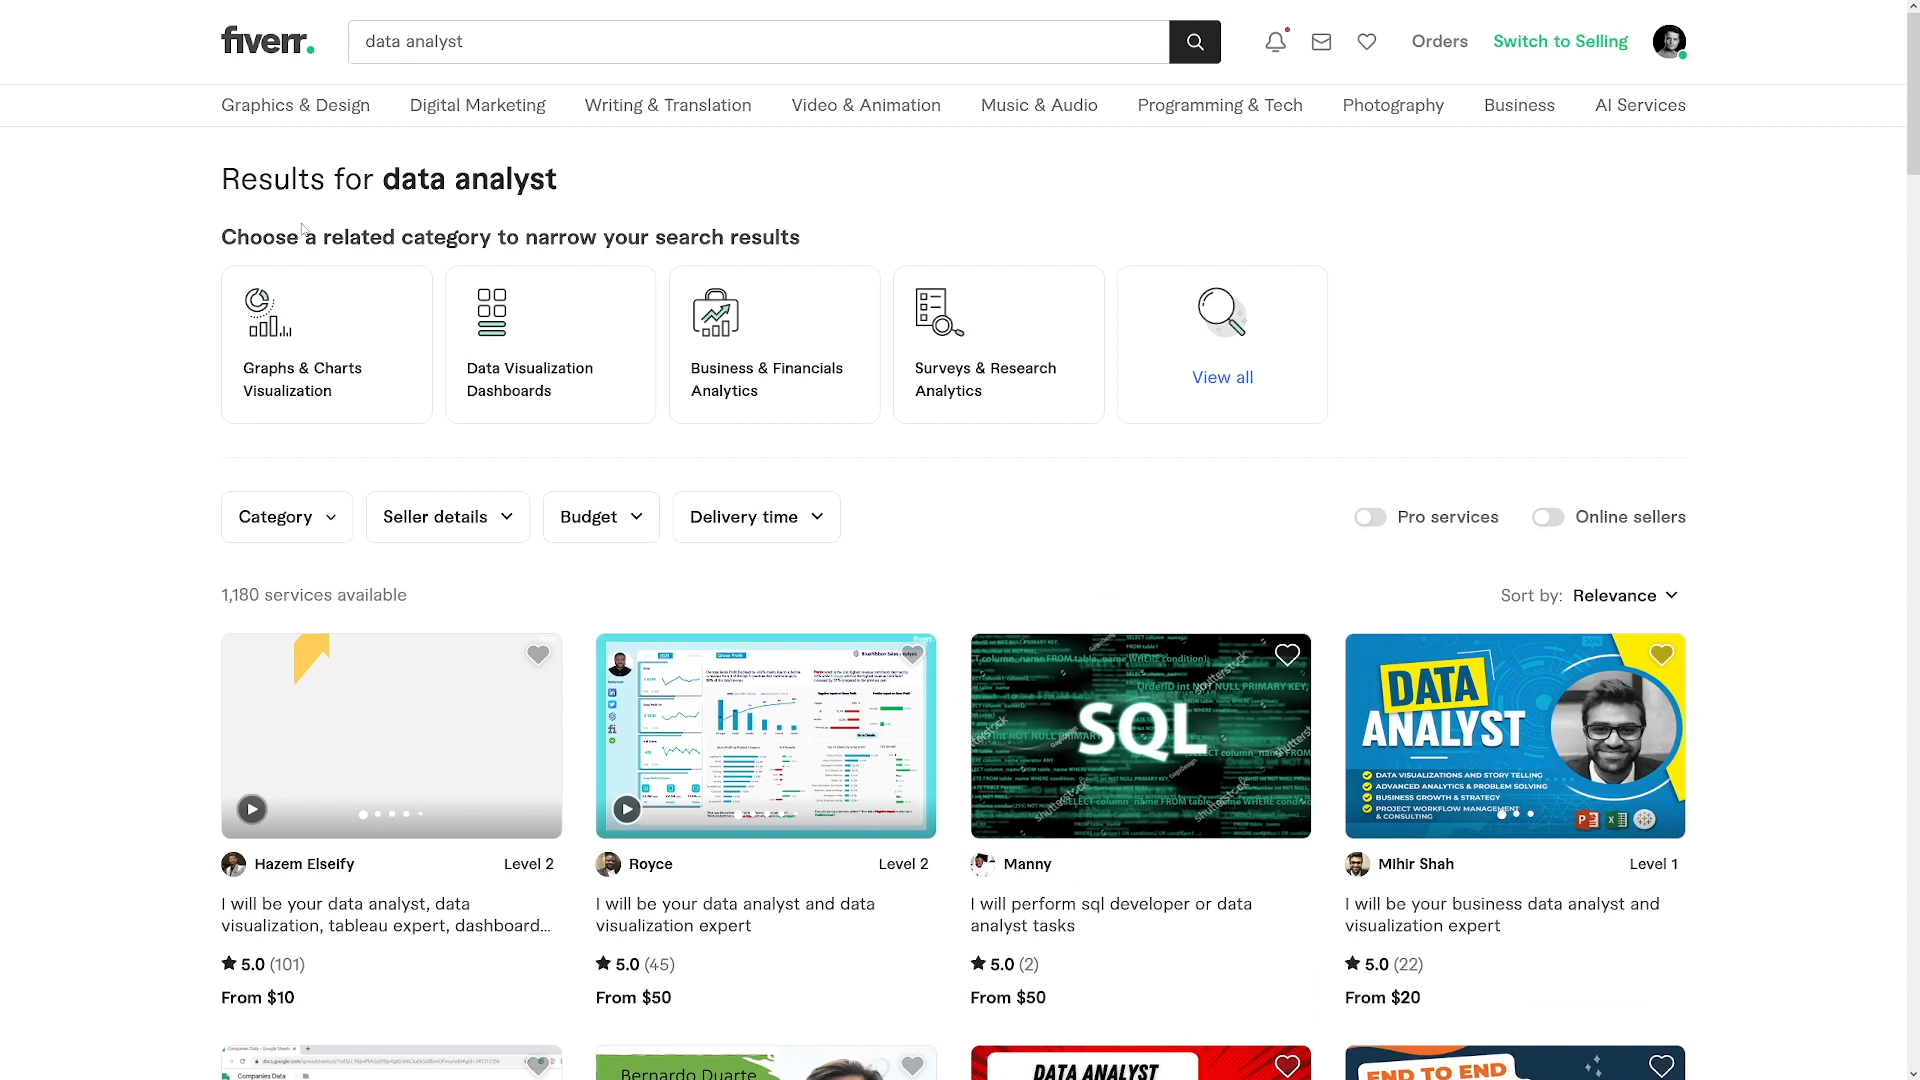 fiverr.
data analyst
Orders
Switch to Selling
Graphics & Design
Digital Marketing
Writing & Translation
Video & Animation
Music & Audio
Programming & Tech
Photography
Business
AI Services
Results for data analyst
Choose a related category to narrow your search results
Graphs & Charts
Visualization
Data Visualization
Dashboards
Business & Financials
Analytics
Surveys & Research
Analytics
View all
Category
Seller details
Budget
Delivery time
Pro services
Online sellers
1,180 services available
Sort by: Relevance
SQL
DATA
ANALYST
DATA VISUALIZATIONS AND STORY TELLING
ADVANCED ANALYTICS & PROBLEM SOLVING
BUSINESS GROWTH & STRATEGY
PROJECT WORKFLOW MANAGEMENT
& CONSULTING
Hazem Elseify
Level 2
I will be your data analyst, data
visualization, tableau expert, dashboard...
5.0 (101)
From $10
Royce
Level 2
I will be your data analyst and data
visualization expert
5.0 (45)
From $50
Manny
I will perform sql developer or data
analyst tasks
5.0 (2)
From $50
MIhir Shah
Level 1
I will be your business data analyst and
visualization expert
5.0 (22)
From $20
Companies Data
Bernardo Duarte
DATA ANALYST
END TO END